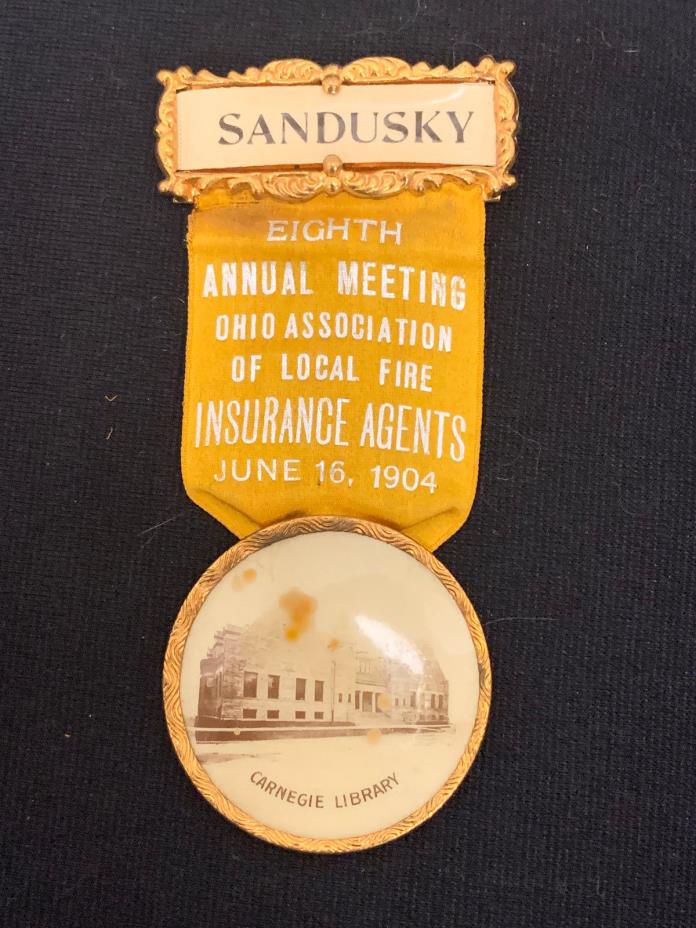 SANDUSKY
EIGHTH
ANNUAL MEETING
OHIO ASSOCIATION
OF LOCAL FIRE
INSURANCE AGENTS
JUNE 16, 1904
CARNEGIE LIBRARY